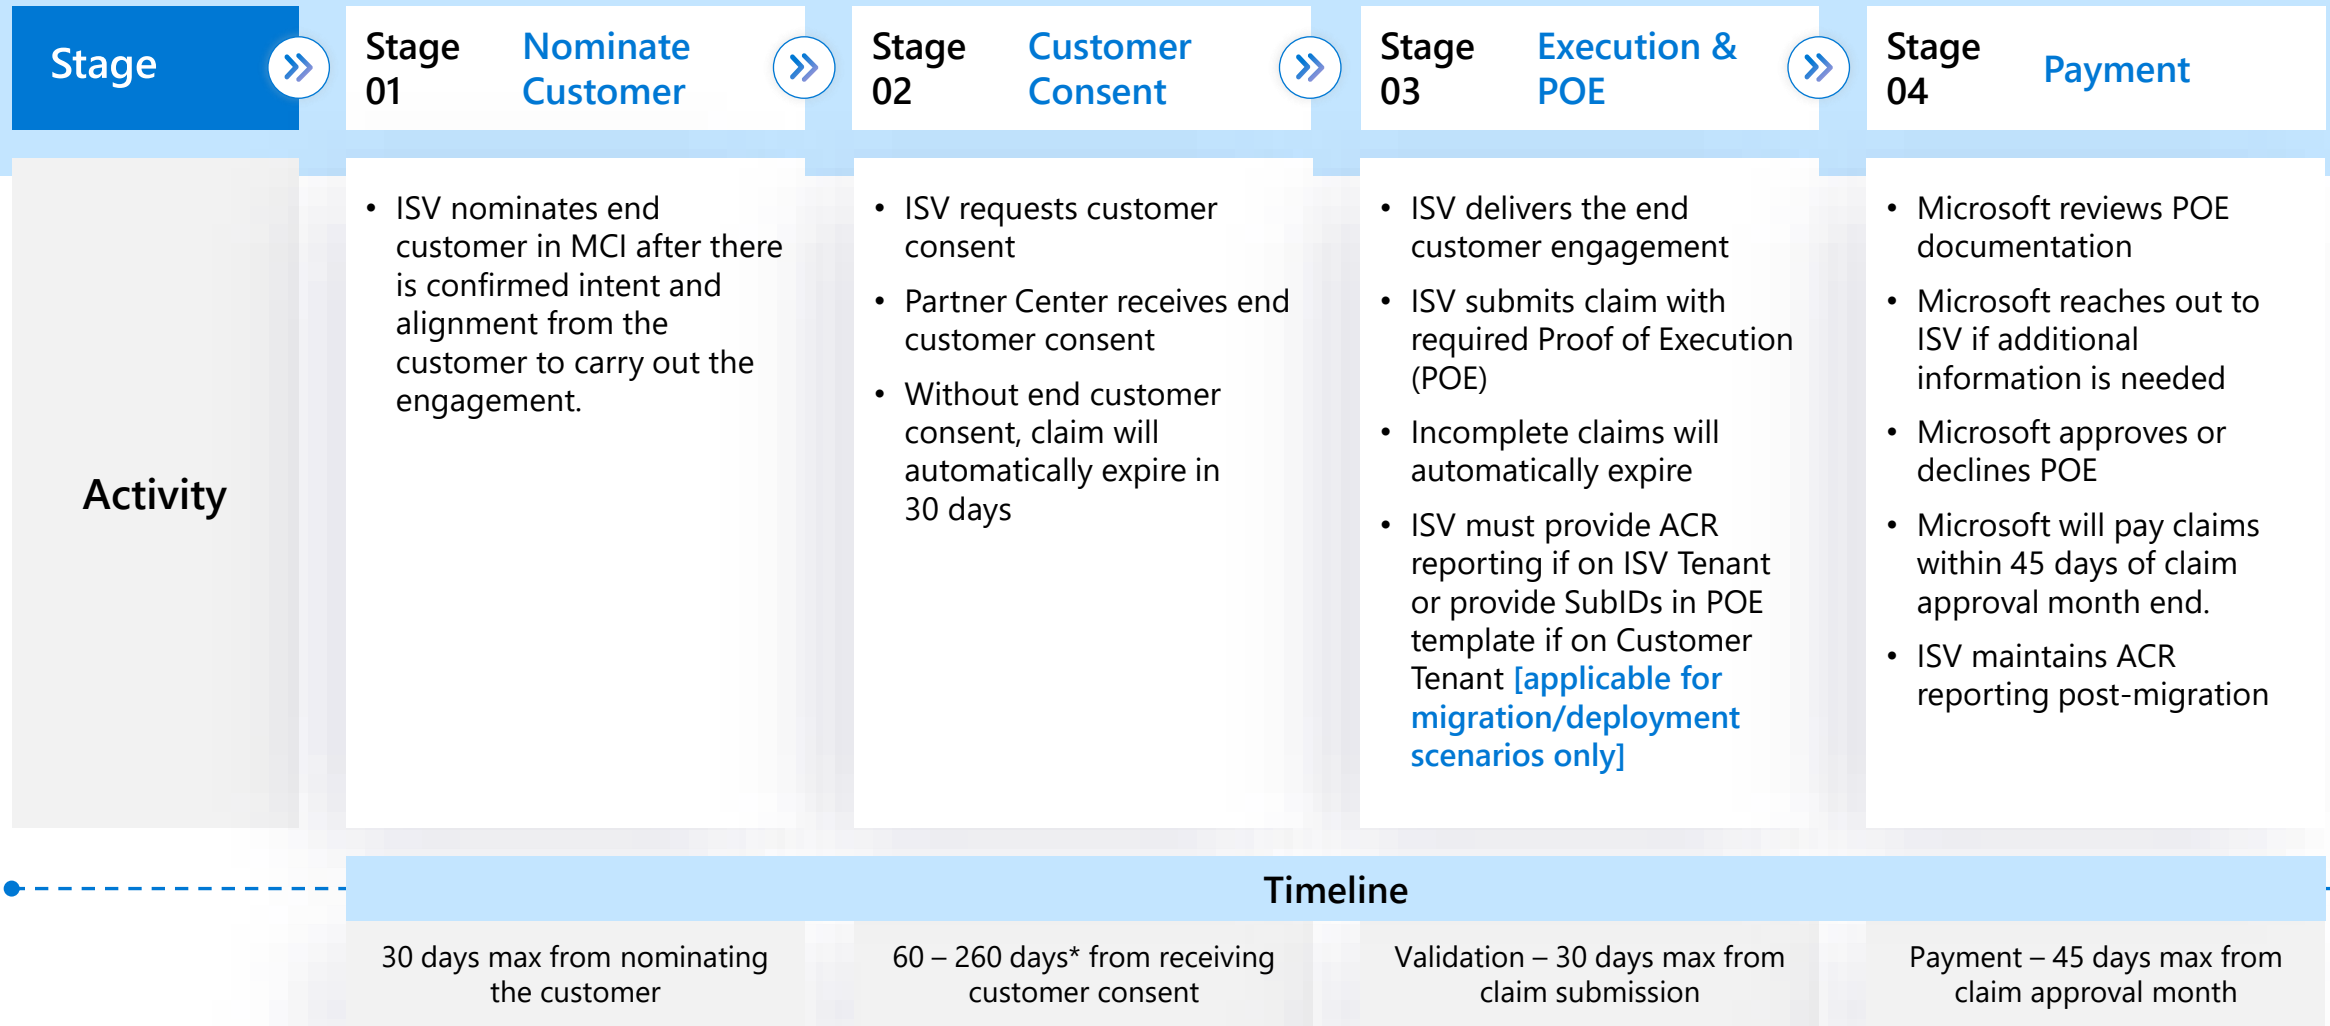 Stage
Stage
01
Nominate
Customer
Stage
02
Customer
Consent
Stage
03
Execution &
POE
Stage
04
Payment
Activity
• ISV nominates end
customer in MCI after there
is confirmed intent and
alignment from the
customer to carry out the
engagement.
• ISV requests customer
consent
• Partner Center receives end
customer consent
• Without end customer
consent, claim will
automatically expire in
30 days
• ISV delivers the end
customer engagement
• ISV submits claim with
required Proof of Execution
(POE)
• Incomplete claims will
automatically expire
• ISV must provide ACR
reporting if on ISV Tenant
or provide SubIDs in POE
template if on Customer
Tenant [applicable for
migration/deployment
scenarios only]
• Microsoft reviews POE
documentation
• Microsoft reaches out to
ISV if additional
information is needed
• Microsoft approves or
declines POE
• Microsoft will pay claims
within 45 days of claim
approval month end.
• ISV maintains ACR
reporting post-migration
Timeline
30 days max from nominating
the customer
60 – 260 days* from receiving
customer consent
Validation – 30 days max from
claim submission
Payment – 45 days max from
claim approval month